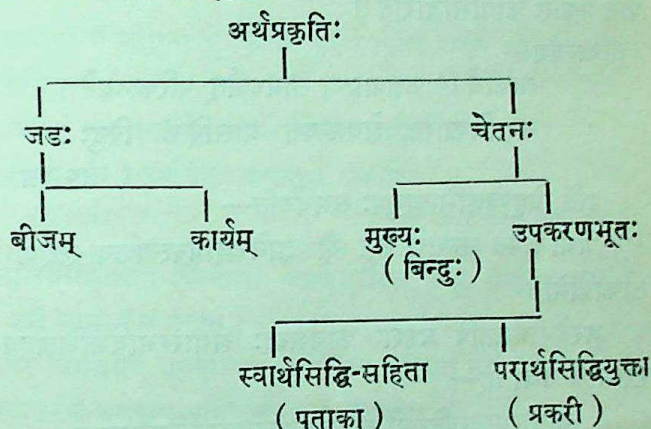 अर्थप्रकृतिः
जडः चेतनः
बीजम् कार्यम् मुख्यः उपकरणभूतः
( बिन्दुः )
स्वार्थसिद्धि-सहिता परार्थसिद्धियुक्ता
( पताका ) ( प्रकरी )